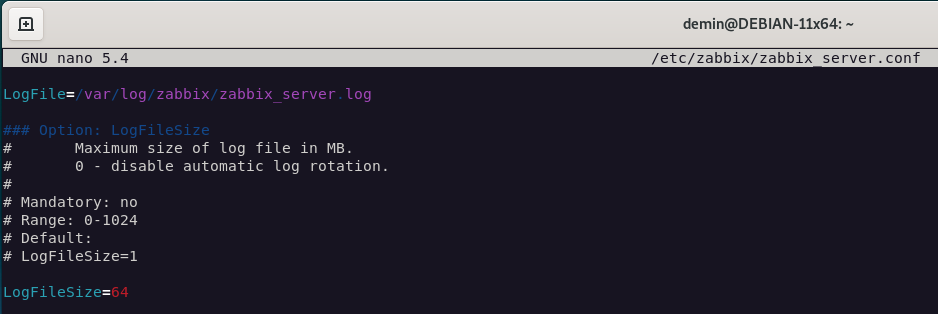 demin@DEBIAN-11x64: ~
GNU nano 5.4 /etc/zabbix/zabbix_server.conf
LogFile=/var/log/zabbix/zabbix_server.log
### Option: LogFileSize
# Maximum size of log file in MB.
# 0 - disable automatic log rotation.
#
# Mandatory: no
# Range: 0-1024
# Default:
# LogFileSize=1
LogFileSize=64